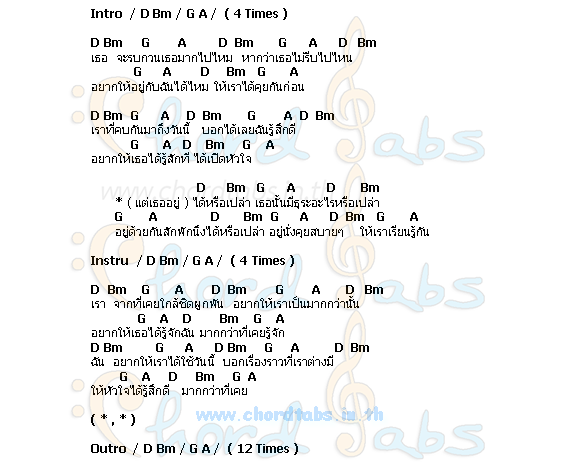 Intro / D Bm / G A / ( 4 Times )
D Bm G A D Bm G A D Bm
เธอ จะรบกวนเธอมากไปไหม หากว่าเธอไม่รีบไปไหน
G A D Bm G A
อยากให้อยู่กับฉันได้ไหม ให้เราได้คุยกันก่อน
D Bm G A D Bm G A D Bm
เราที่คบกันมาถึงวันนี้ บอกได้เลยฉันรู้สึกดี
G A D Bm G A
อยากให้เธอได้รู้สักที ได้เปิดหัวใจ
D Bm G A D Bm
* ( แต่เธออยู่ ) ได้หรือเปล่า เธอนั้นมีธุระอะไรหรือเปล่า
G A D Bm G A D Bm G A
อยู่ด้วยกันสักพักนึงได้หรือเปล่า อยู่นั่งคุยสบายๆ ให้เราเรียนรู้กัน
Instru / D Bm / G A / ( 4 Times )
D Bm G A D Bm G A D Bm
เรา จากที่เคยใกล้ชิดผูกพัน อยากให้เราเป็นมากกว่านั้น
G A D Bm G A
อยากให้เธอได้รู้จักฉัน มากกว่าที่เคยรู้จัก
D Bm G A D Bm G A D Bm
ฉัน อยากให้เราได้ใช้วันนี้ บอกเรื่องราวที่เราต่างมี
G A D Bm G A
ให้หัวใจได้รู้สึกดี มากกว่าที่เคย
www.chordtabs.in.th
( * , * )
Outro / D Bm / G A / ( 12 Times )